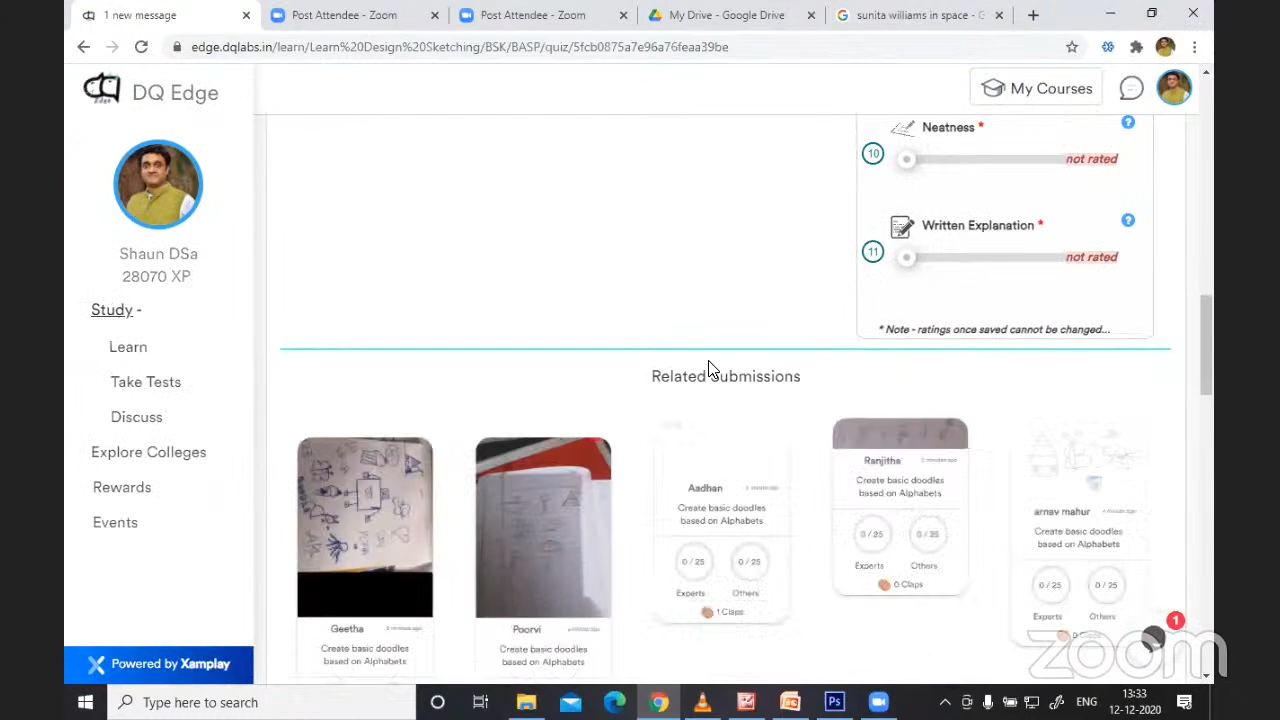 1 new message
Post Attendee - Zoom
Post Attendee - Zoom
My Drive - Google Drive
sunita williams in space - G
edge.dqlabs.in/learn/Learn%20Design%20Sketching/BSK/BASP/quiz/5fcb0875a7e96a76feaa39be
DQ Edge
My Courses
Shaun DSa
28070 XP
Study -
Learn
Take Tests
Discuss
Explore Colleges
Rewards
Events
Powered by Xamplay
Neatness *
10
not rated
Written Explanation *
11
not rated
* Note - ratings once saved cannot be changed...
Related Submissions
Geetha
Create basic doodles
based on Alphabets
Poorvi
Create basic doodles
based on Alphabets
Aadhan
Create basic doodles
based on Alphabets
0 / 25 0 / 25
Experts Others
1 Claps
Ranjitha
Create basic doodles
based on Alphabets
0 / 25 0 / 25
Experts Others
0 Claps
arnav mahur
Create basic doodles
based on Alphabets
0 / 25 0 / 25
Experts Others
1
zoom
Type here to search
ENG
13:33
12-12-2020